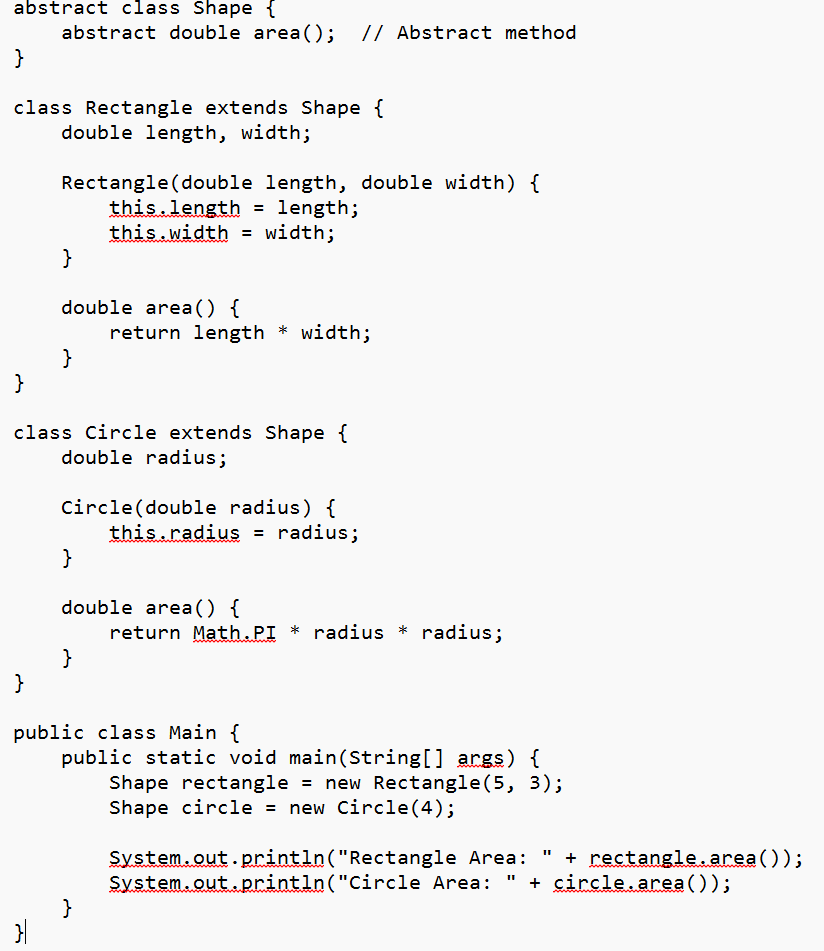 abstract class Shape {
    abstract double area();  // Abstract method
}

class Rectangle extends Shape {
    double length, width;

    Rectangle(double length, double width) {
        this.length = length;
        this.width = width;
    }

    double area() {
        return length * width;
    }
}

class Circle extends Shape {
    double radius;

    Circle(double radius) {
        this.radius = radius;
    }

    double area() {
        return Math.PI * radius * radius;
    }
}

public class Main {
    public static void main(String[] args) {
        Shape rectangle = new Rectangle(5, 3);
        Shape circle = new Circle(4);

        System.out.println("Rectangle Area: " + rectangle.area());
        System.out.println("Circle Area: " + circle.area());
    }
}